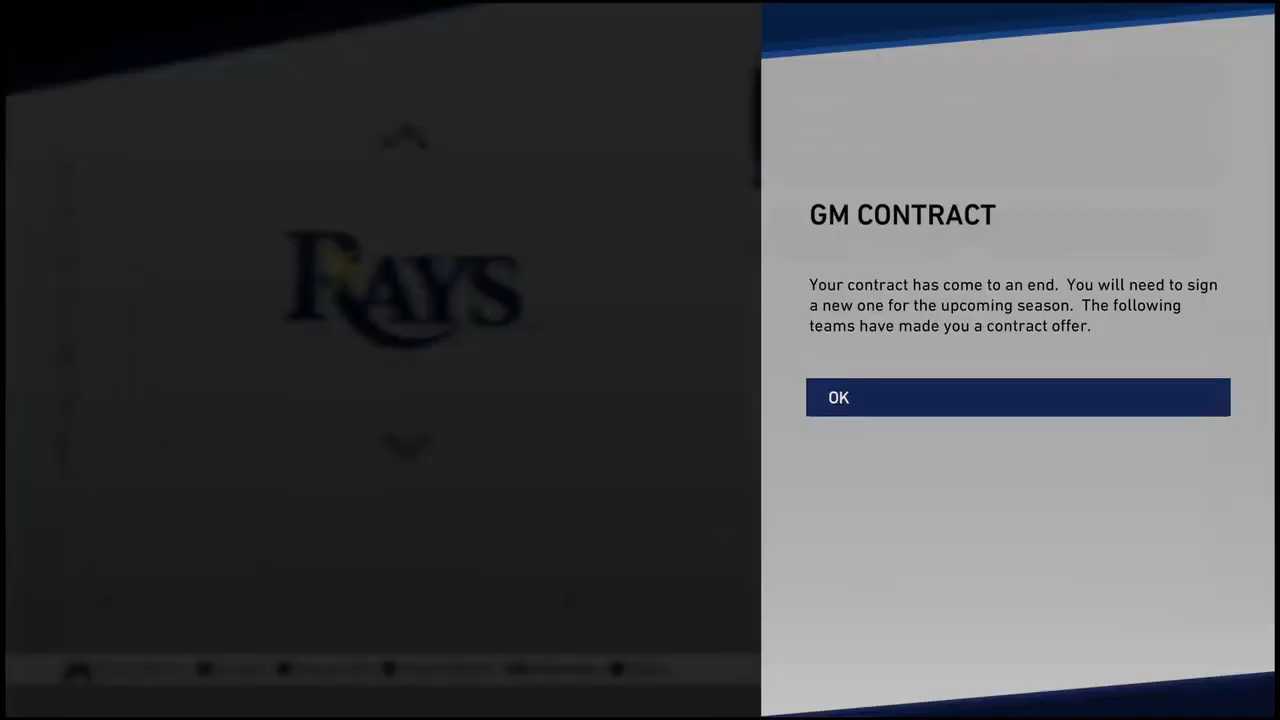 RAYS
GM CONTRACT
Your contract has come to an end. You will need to sign
a new one for the upcoming season. The following
teams have made you a contract offer.
OK